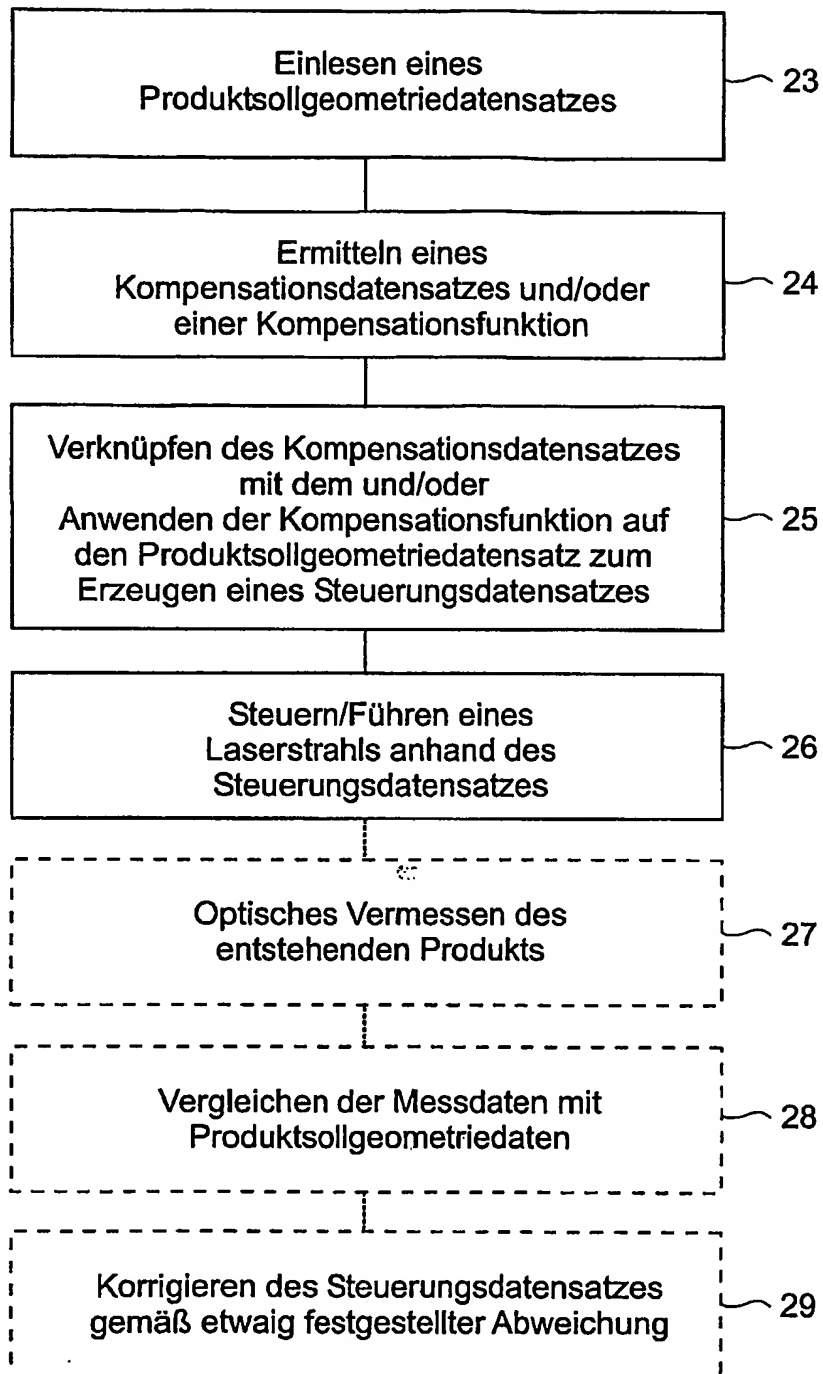 Einlesen eines
Produktsollgeometriedatensatzes
23
Ermitteln eines
Kompensationsdatensatzes und/oder
einer Kompensationsfunktion
24
Verknüpfen des Kompensationsdatensatzes
mit dem und/oder
Anwenden der Kompensationsfunktion auf
den Produktsollgeometriedatensatz zum
Erzeugen eines Steuerungsdatensatzes
25
Steuern/Führen eines
Laserstrahls anhand des
Steuerungsdatensatzes
26
Optisches Vermessen des
entstehenden Produkts
27
Vergleichen der Messdaten mit
Produktsollgeometriedaten
28
Korrigieren des Steuerungsdatensatzes
gemäß etwaig festgestellter Abweichung
29